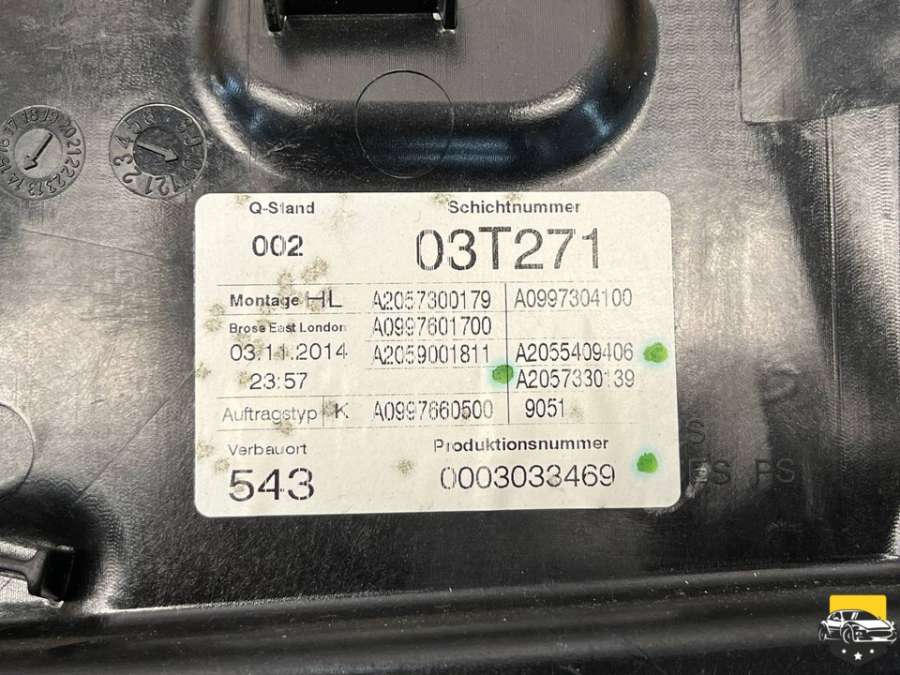 Q-Stand Schichtnummer
002 03T271
Montage HL A2057300179 A0997304100
Brose East London A0997601700
03.11.2014 A2059001811 A2055409406
23:57 A2057330139
Auftragstyp K A0997660500 9051
Verbauort Produktionsnummer
543 0003033469